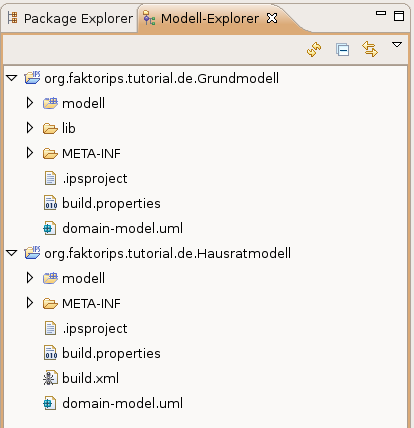 Package Explorer Modell-Explorer
org.faktorips.tutorial.de.Grundmodell
modell
lib
META-INF
.ipsproject
build.properties
domain-model.uml
org.faktorips.tutorial.de.Hausratmodell
modell
META-INF
.ipsproject
build.properties
build.xml
domain-model.uml